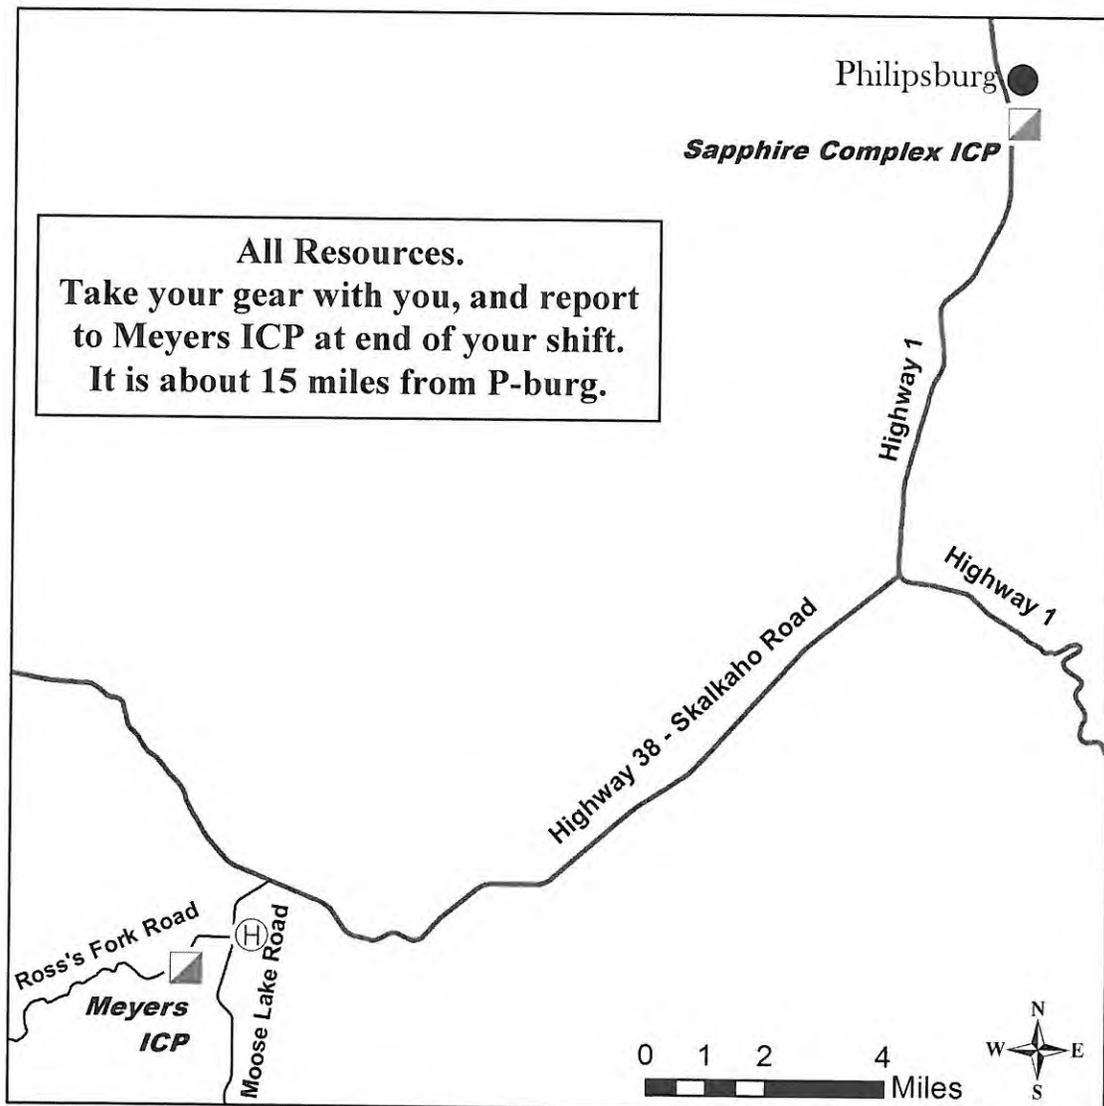 Philipsburg
Sapphire Complex ICP
All Resources.
Take your gear with you, and report
to Meyers ICP at end of your shift.
It is about 15 miles from P-burg.
Highway 1
Highway 1
Highway 38 - Skalkaho Road
Ross's Fork Road
H
Moose Lake Road
Meyers
ICP
N
W E
S
0 1 2 4
Miles